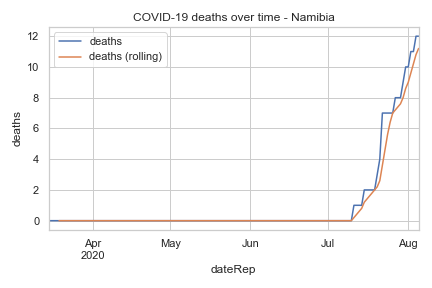 COVID-19 deaths over time - Namibia
deaths
deaths (rolling)
12
10
8
6
4
2
0
deaths
Apr
2020
May
Jun
Jul
Aug
dateRep